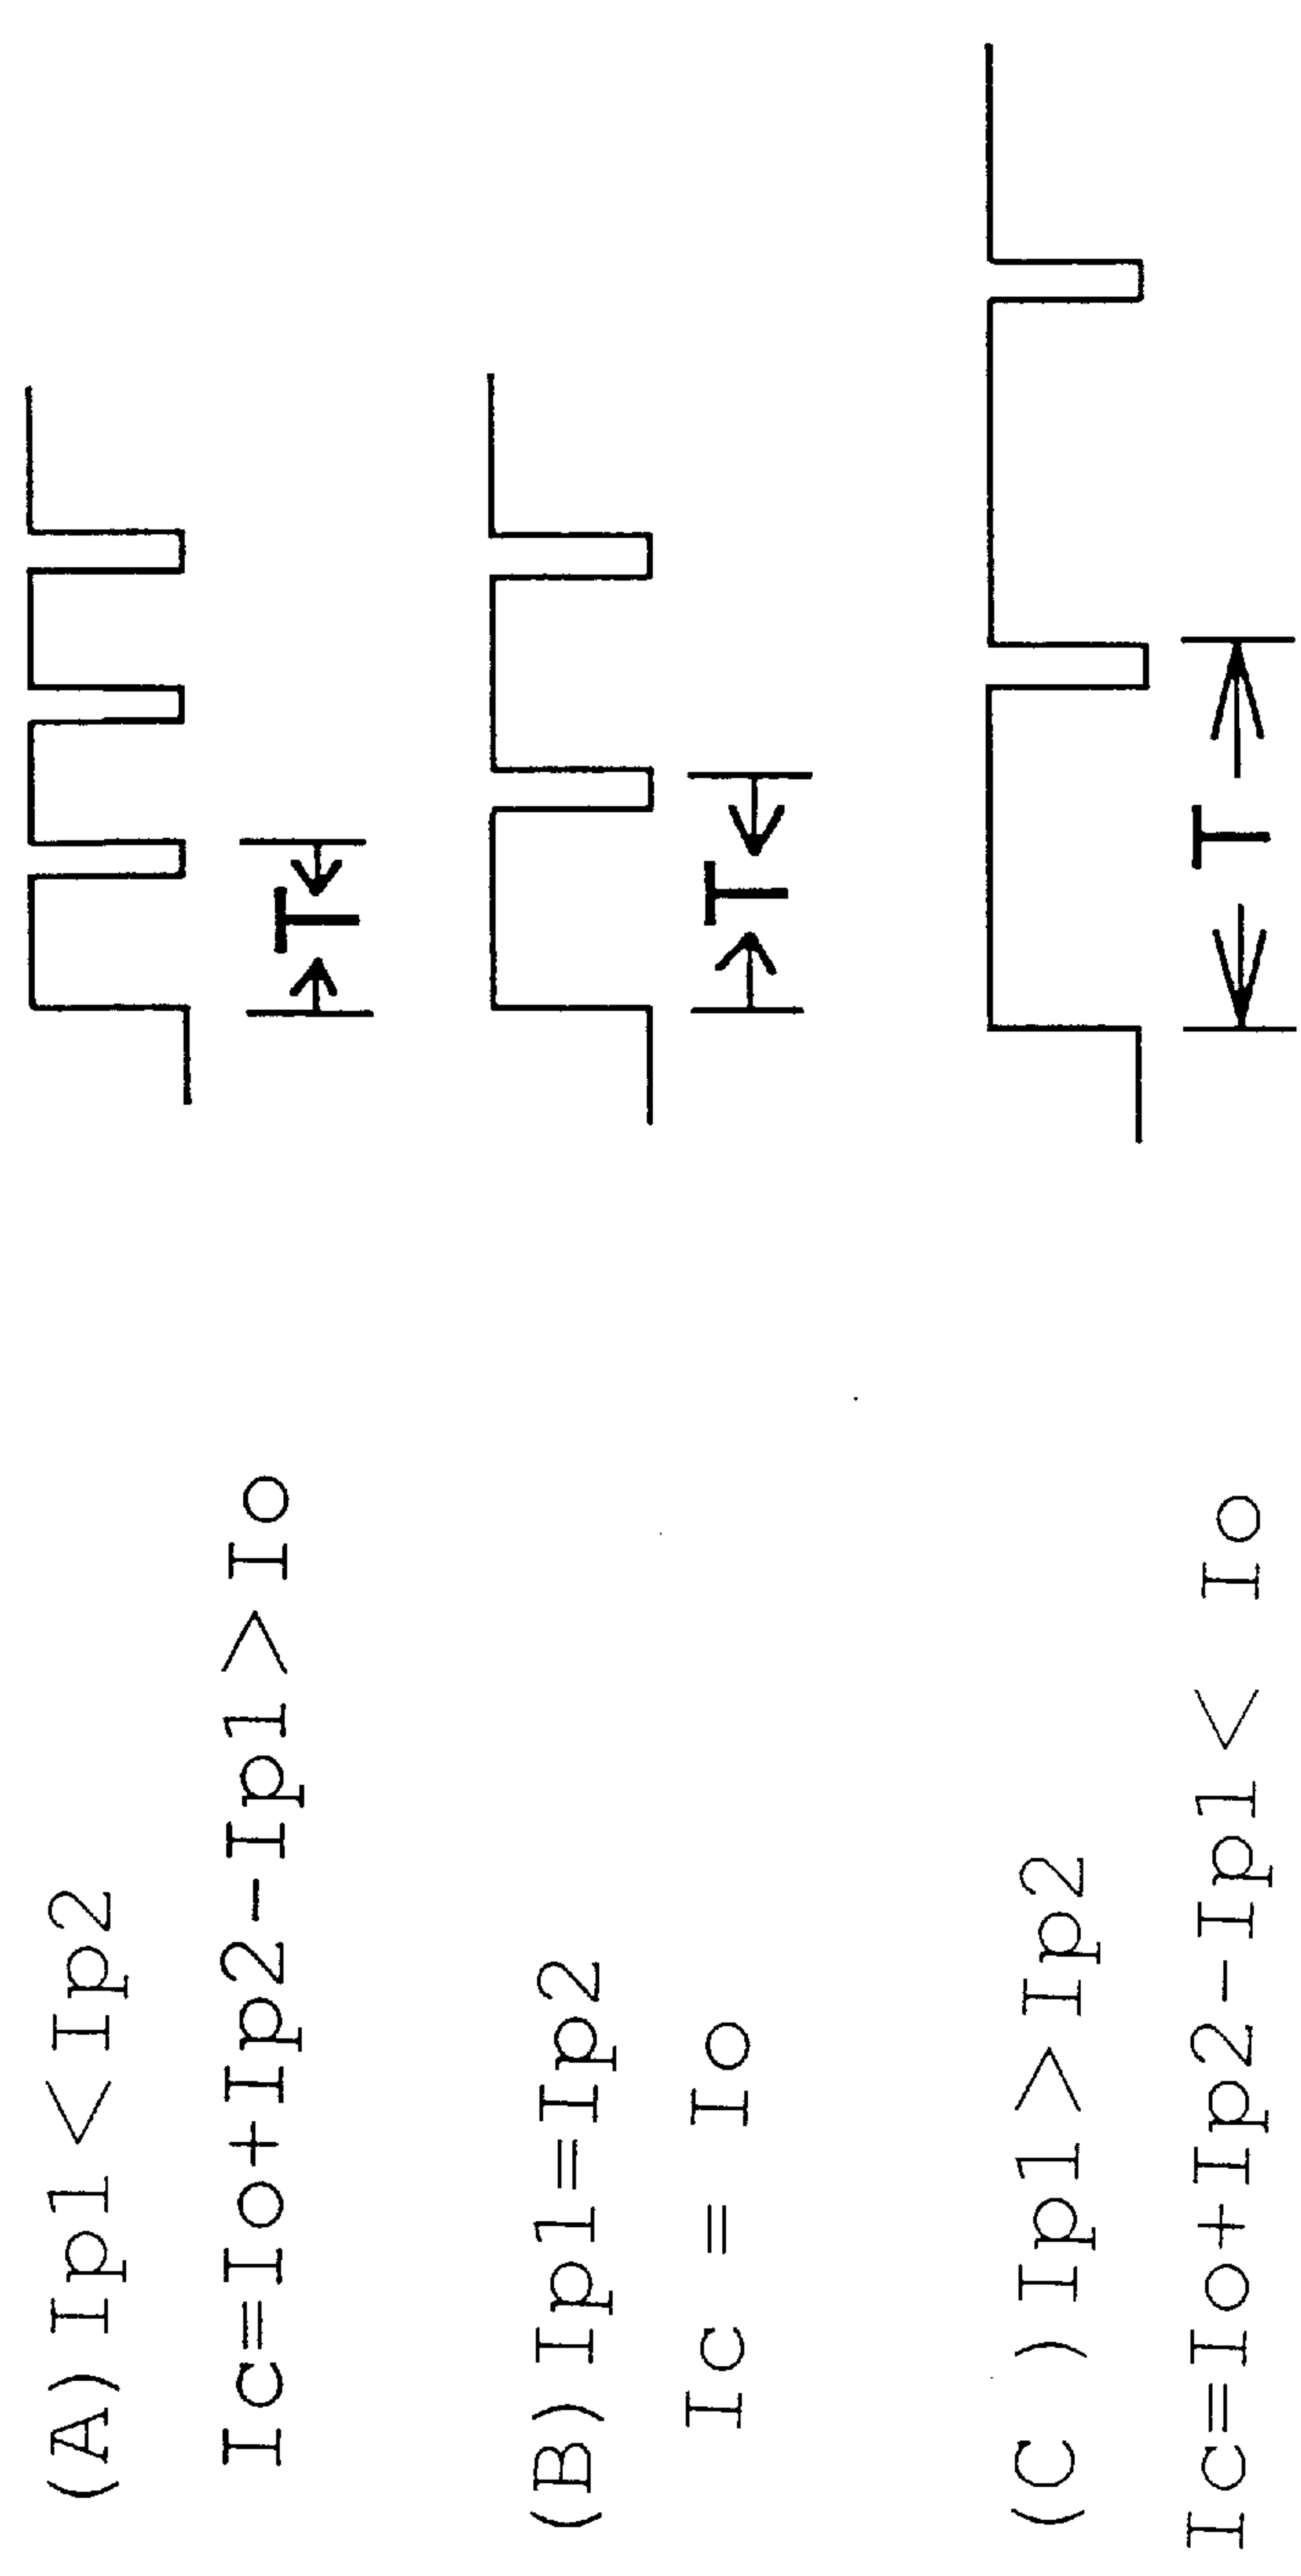 (A) Ip1<Ip2
Ic=Io+Ip2-Ip1>Io
T
(B) Ip1=Ip2
Ic = Io
T
(C ) Ip1>Ip2
Ic=Io+Ip2-Ip1< Io
T